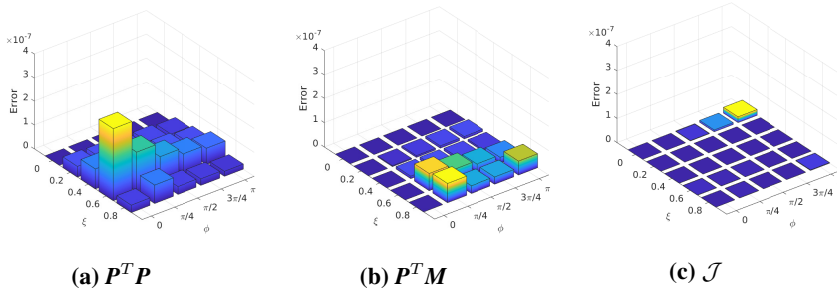 ×10⁻⁷ ×10⁻⁷ ×10⁻⁷
4 4 4
3 3 3
2 2 2
1 1 1
0 0 0
Error Error Error
0 0.2 0.4 0.6 0.8 0 π/4 π/2 3π/4 π
ξ ϕ
0 0.2 0.4 0.6 0.8 0 π/4 π/2 3π/4 π
ξ ϕ
0 0.2 0.4 0.6 0.8 0 π/4 π/2 3π/4 π
ξ ϕ
(a) PᵀP (b) PᵀM (c) 𝒥